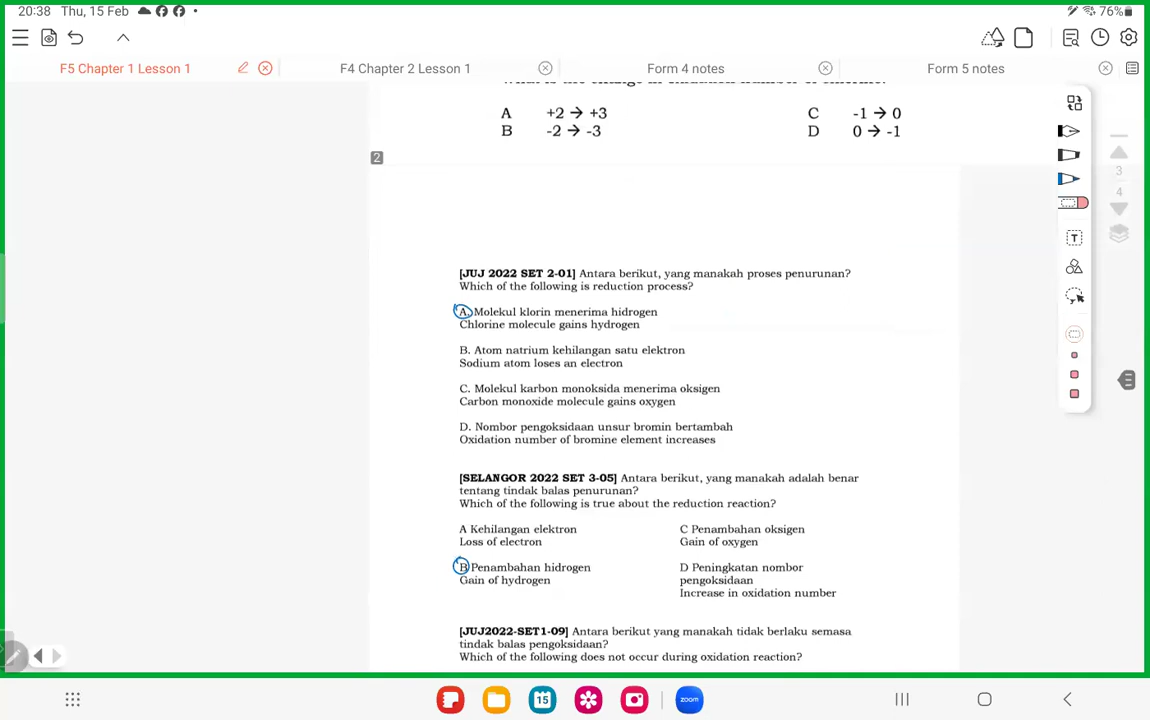 20:38 Thu, 15 Feb
76%
F5 Chapter 1 Lesson 1
F4 Chapter 2 Lesson 1
Form 4 notes
Form 5 notes
A +2 → +3
C -1 → 0
B -2 → -3
D 0 → -1
2
3
4
T
[JUJ 2022 SET 2-01] Antara berikut, yang manakah proses penurunan?
Which of the following is reduction process?
A. Molekul klorin menerima hidrogen
Chlorine molecule gains hydrogen
B. Atom natrium kehilangan satu elektron
Sodium atom loses an electron
C. Molekul karbon monoksida menerima oksigen
Carbon monoxide molecule gains oxygen
D. Nombor pengoksidaan unsur bromin bertambah
Oxidation number of bromine element increases
[SELANGOR 2022 SET 3-05] Antara berikut, yang manakah adalah benar
tentang tindak balas penurunan?
Which of the following is true about the reduction reaction?
A Kehilangan elektron
Loss of electron
C Penambahan oksigen
Gain of oxygen
B Penambahan hidrogen
Gain of hydrogen
D Peningkatan nombor
pengoksidaan
Increase in oxidation number
[JUJ2022-SET1-09] Antara berikut yang manakah tidak berlaku semasa
tindak balas pengoksidaan?
Which of the following does not occur during oxidation reaction?
15
zoom